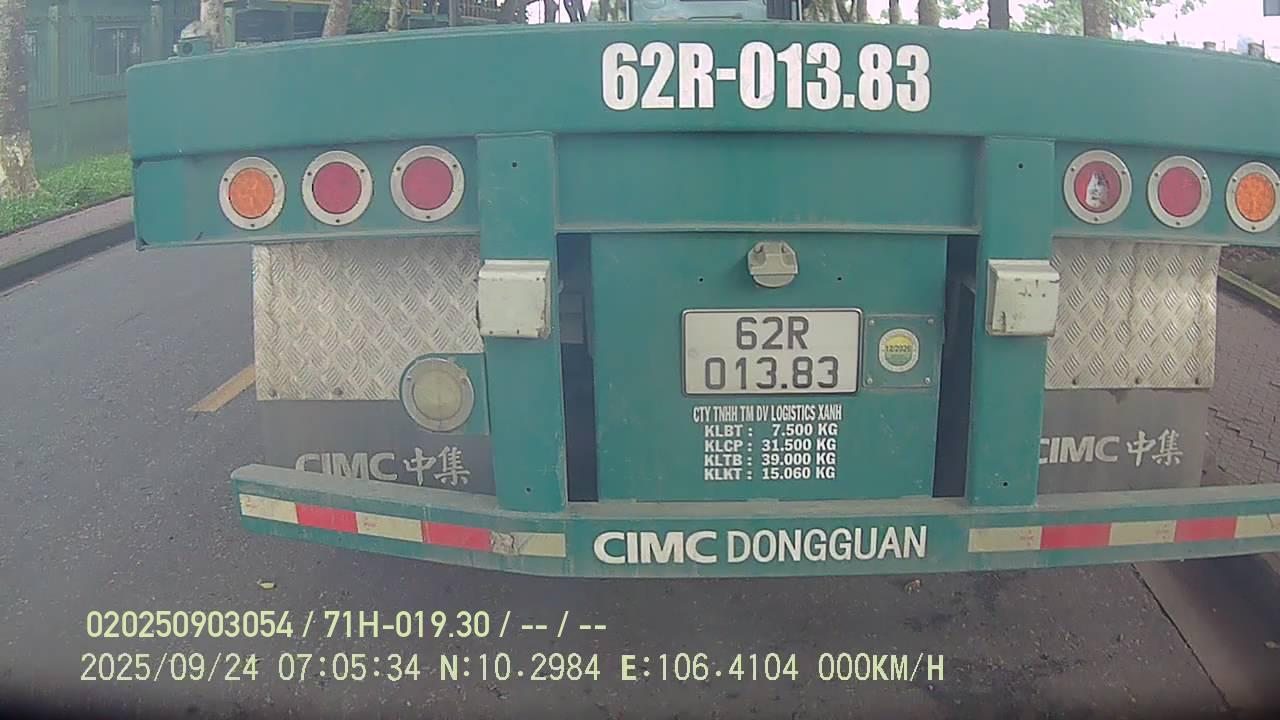 62R-013.83
12/2026
62R
013.83
CTY TNHH TM DV LOGISTICS XANH
KLBT : 7.500 KG
KLCP : 31.500 KG
KLTB : 39.000 KG
KLKT : 15.060 KG
CIMC 中集
CIMC 中集
CIMC DONGGUAN
020250903054 / 71H-019.30 / -- / --
2025/09/24 07:05:34 N:10.2984 E:106.4104 000KM/H